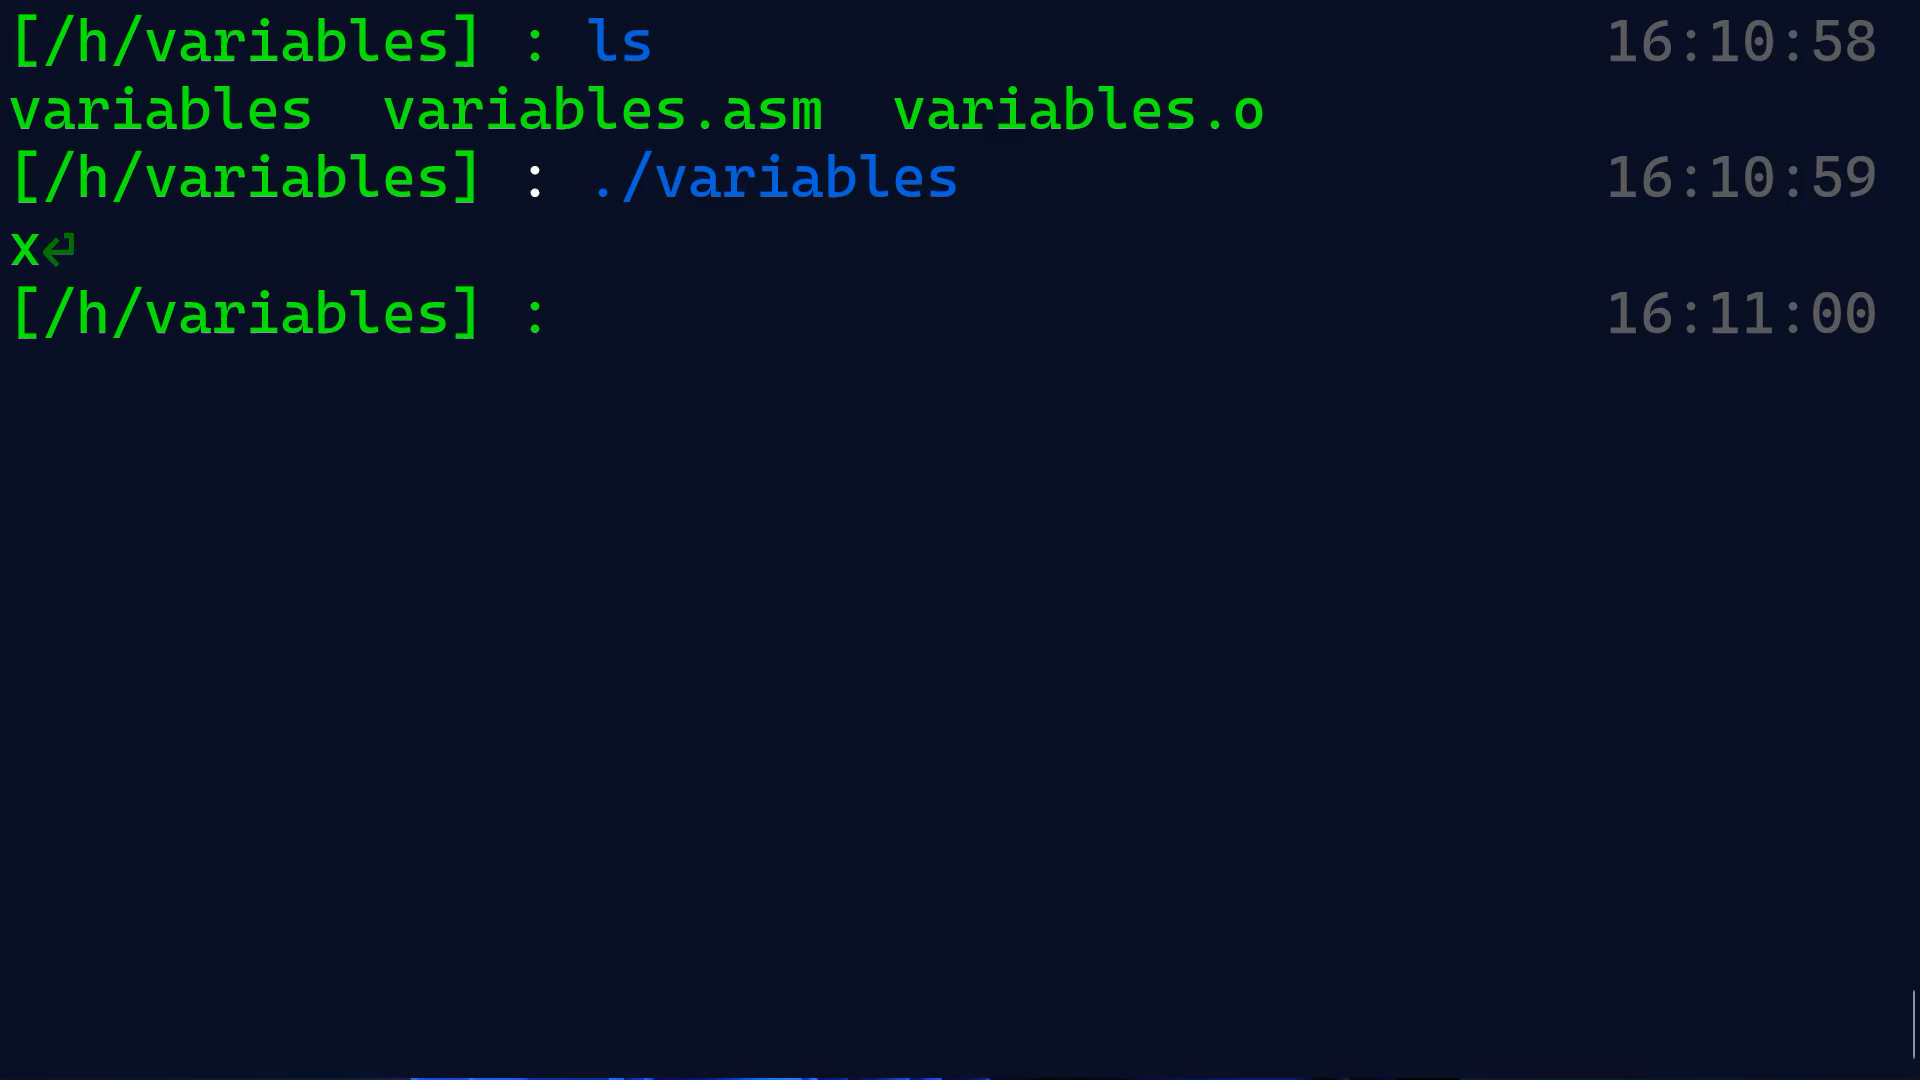 [/h/variables] : ls 16:10:58
variables variables.asm variables.o
[/h/variables] : ./variables 16:10:59
x⏎
[/h/variables] : 16:11:00